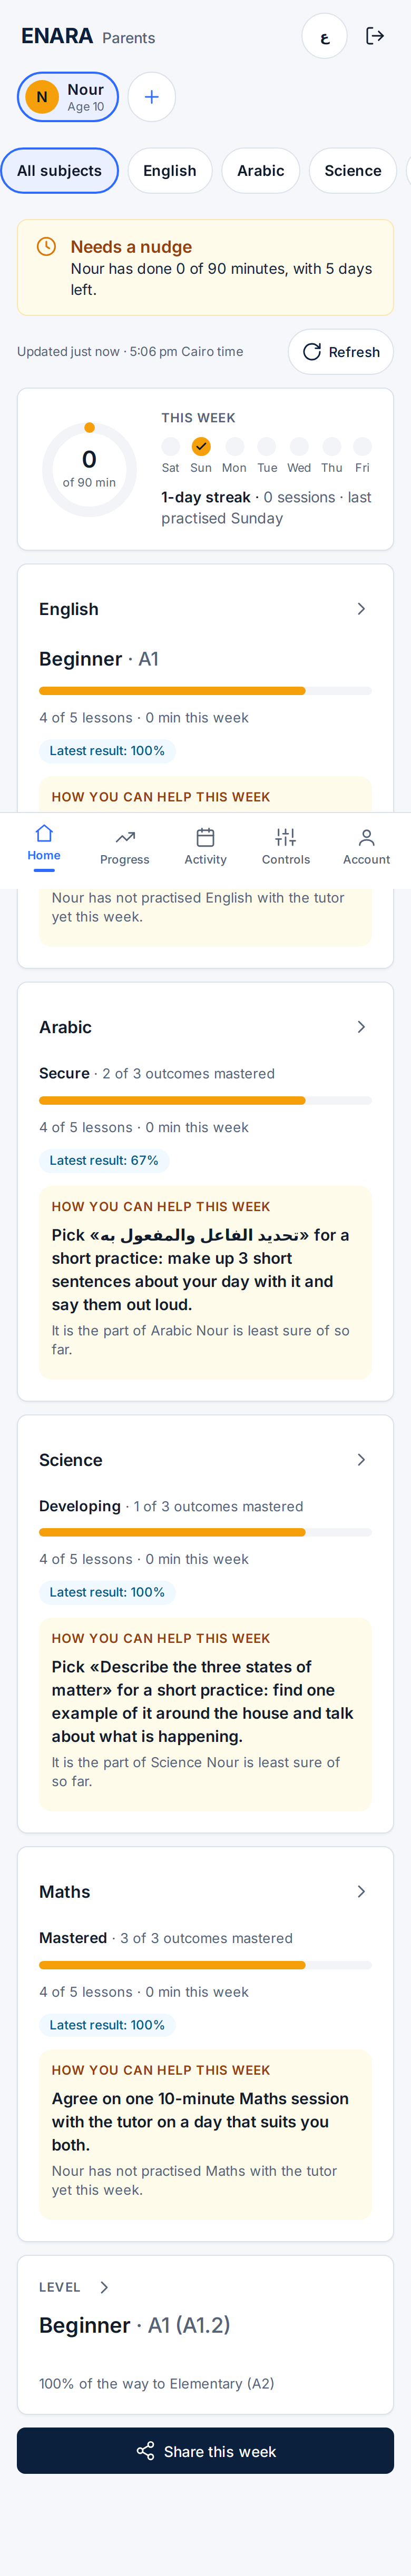 ENARA Parents
ع
N
Nour
Age 10
All subjects
English
Arabic
Science
Needs a nudge
Nour has done 0 of 90 minutes, with 5 days
left.
Updated just now · 5:06 pm Cairo time
Refresh
0
of 90 min
THIS WEEK
Sat Sun Mon Tue Wed Thu Fri
1-day streak · 0 sessions · last
practised Sunday
English
Beginner · A1
4 of 5 lessons · 0 min this week
Latest result: 100%
HOW YOU CAN HELP THIS WEEK
Home
Progress
Activity
Controls
Account
Nour has not practised English with the tutor
yet this week.
Arabic
Secure · 2 of 3 outcomes mastered
4 of 5 lessons · 0 min this week
Latest result: 67%
HOW YOU CAN HELP THIS WEEK
Pick «تحديد الفاعل والمفعول به» for a
short practice: make up 3 short
sentences about your day with it and
say them out loud.
It is the part of Arabic Nour is least sure of so
far.
Science
Developing · 1 of 3 outcomes mastered
4 of 5 lessons · 0 min this week
Latest result: 100%
HOW YOU CAN HELP THIS WEEK
Pick «Describe the three states of
matter» for a short practice: find one
example of it around the house and talk
about what is happening.
It is the part of Science Nour is least sure of
so far.
Maths
Mastered · 3 of 3 outcomes mastered
4 of 5 lessons · 0 min this week
Latest result: 100%
HOW YOU CAN HELP THIS WEEK
Agree on one 10-minute Maths session
with the tutor on a day that suits you
both.
Nour has not practised Maths with the tutor
yet this week.
LEVEL
Beginner · A1 (A1.2)
100% of the way to Elementary (A2)
Share this week